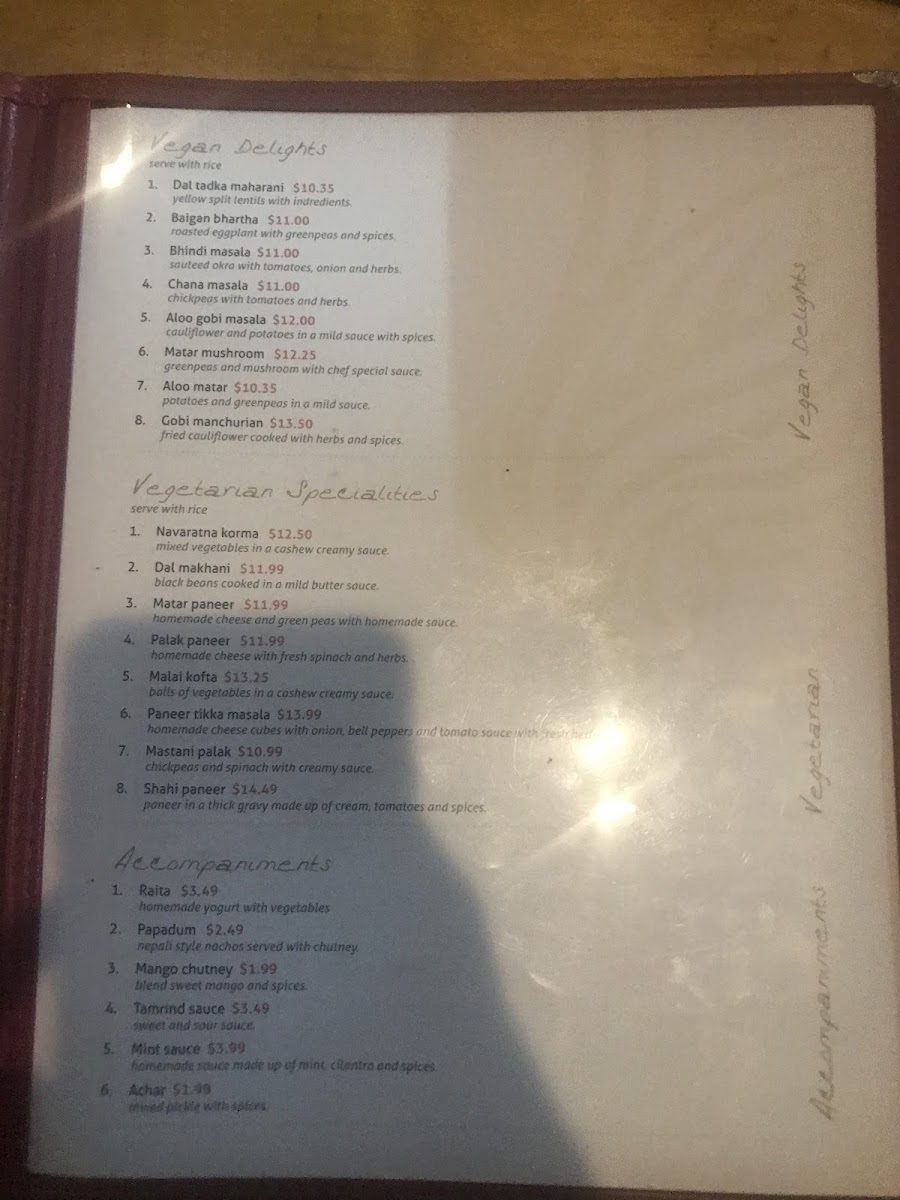 Vegan Delights
serve with rice
1. Dal tadka maharani $10.35
yellow split lentils with indredients.
2. Baigan bhartha $11.00
roasted eggplant with greenpeas and spices.
3. Bhindi masala $11.00
sauteed okra with tomatoes, onion and herbs.
4. Chana masala $11.00
chickpeas with tomatoes and herbs.
5. Aloo gobi masala $12.00
cauliflower and potatoes in a mild sauce with spices.
6. Matar mushroom $12.25
greenpeas and mushroom with chef special sauce.
7. Aloo matar $10.35
potatoes and greenpeas in a mild sauce.
8. Gobi manchurian $13.50
fried cauliflower cooked with herbs and spices.
Vegetarian Specialities
serve with rice
1. Navaratna korma $12.50
mixed vegetables in a cashew creamy sauce.
2. Dal makhani $11.99
black beans cooked in a mild butter sauce.
3. Matar paneer $11.99
homemade cheese and green peas with homemade sauce.
4. Palak paneer $11.99
homemade cheese with fresh spinach and herbs.
5. Malai kofta $13.25
balls of vegetables in a cashew creamy sauce.
6. Paneer tikka masala $13.99
homemade cheese cubes with onion, bell peppers and tomato sauce with fresh
7. Mastani palak $10.99
chickpeas and spinach with creamy sauce.
8. Shahi paneer $14.49
paneer in a thick gravy made up of cream, tomatoes and spices.
Accompaniments
1. Raita $3.49
homemade yogurt with vegetables
2. Papadum $2.49
nepali style nachos served with chutney.
3. Mango chutney $1.99
blend sweet mango and spices.
4. Tamrind sauce $3.49
sweet and sour sauce.
5. Mint sauce $3.99
homemade sauce made up of mint, cilantro and spices.
6. Achar $1.99
mixed pickle with spices.
Vegan Delights
Vegetarian
Accompaniments